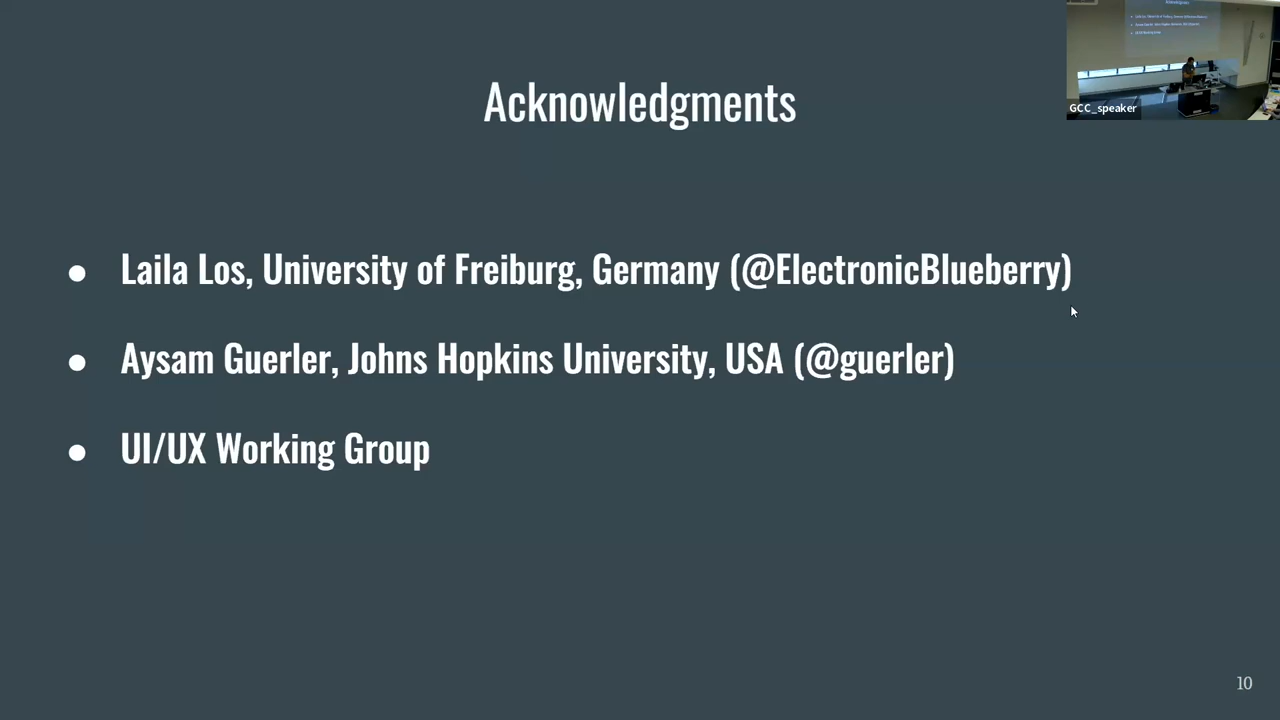 Acknowledgments
GCC_speaker
● Laila Los, University of Freiburg, Germany (@ElectronicBlueberry)
● Aysam Guerler, Johns Hopkins University, USA (@guerler)
● UI/UX Working Group
10